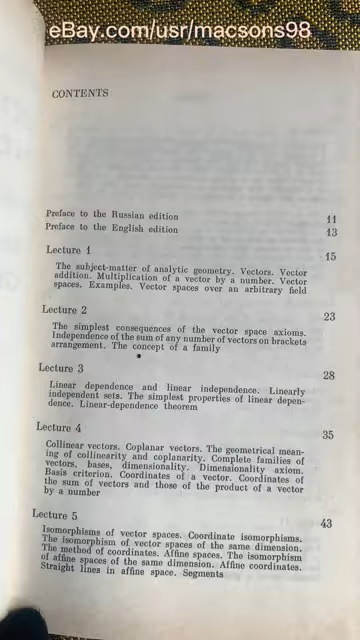 eBay.com/usr/macsons98
CONTENTS
Preface to the Russian edition 11
Preface to the English edition 13
Lecture 1 15
The subject-matter of analytic geometry. Vectors. Vector
addition. Multiplication of a vector by a number. Vector
spaces. Examples. Vector spaces over an arbitrary field
Lecture 2 23
The simplest consequences of the vector space axioms.
Independence of the sum of any number of vectors on brackets
arrangement. The concept of a family
Lecture 3 28
Linear dependence and linear independence. Linearly
independent sets. The simplest properties of linear depen-
dence. Linear-dependence theorem
Lecture 4 35
Collinear vectors. Coplanar vectors. The geometrical mean-
ing of collinearity and coplanarity. Complete families of
vectors, bases, dimensionality. Dimensionality axiom.
Basis criterion. Coordinates of a vector. Coordinates of
the sum of vectors and those of the product of a vector
by a number
Lecture 5 43
Isomorphisms of vector spaces. Coordinate isomorphisms.
The isomorphism of vector spaces of the same dimension.
The method of coordinates. Affine spaces. The isomorphism
of affine spaces of the same dimension. Affine coordinates.
Straight lines in affine space. Segments